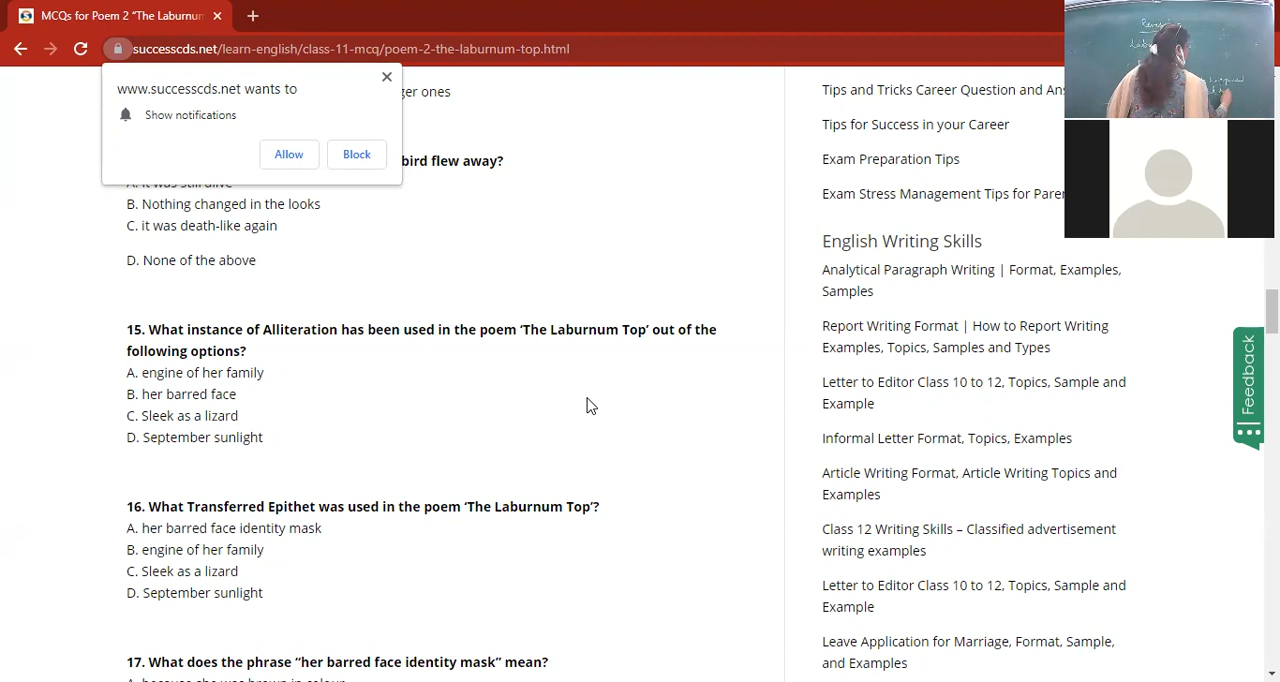 MCQs for Poem 2 “The Laburnum
successcds.net/learn-english/class-11-mcq/poem-2-the-laburnum-top.html
www.successcds.net wants to
Show notifications
Allow
Block
ger ones
bird flew away?
B. Nothing changed in the looks
C. it was death-like again
D. None of the above
15. What instance of Alliteration has been used in the poem ‘The Laburnum Top’ out of the
following options?
A. engine of her family
B. her barred face
C. Sleek as a lizard
D. September sunlight
16. What Transferred Epithet was used in the poem ‘The Laburnum Top’?
A. her barred face identity mask
B. engine of her family
C. Sleek as a lizard
D. September sunlight
17. What does the phrase “her barred face identity mask” mean?
A. because she was brown in colour
Tips and Tricks Career Question and Ans
Tips for Success in your Career
Exam Preparation Tips
Exam Stress Management Tips for Paren
English Writing Skills
Analytical Paragraph Writing | Format, Examples,
Samples
Report Writing Format | How to Report Writing
Examples, Topics, Samples and Types
Letter to Editor Class 10 to 12, Topics, Sample and
Example
Informal Letter Format, Topics, Examples
Article Writing Format, Article Writing Topics and
Examples
Class 12 Writing Skills – Classified advertisement
writing examples
Letter to Editor Class 10 to 12, Topics, Sample and
Example
Leave Application for Marriage, Format, Sample,
and Examples
Feedback